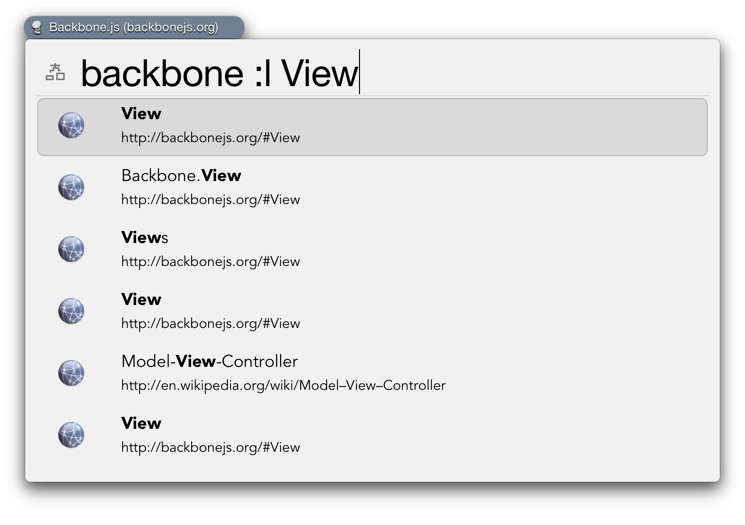 Backbone.js (backbonejs.org)
backbone :l View
View
http://backbonejs.org/#View
Backbone.View
http://backbonejs.org/#View
Views
http://backbonejs.org/#View
View
http://backbonejs.org/#View
Model-View-Controller
http://en.wikipedia.org/wiki/Model–View–Controller
View
http://backbonejs.org/#View